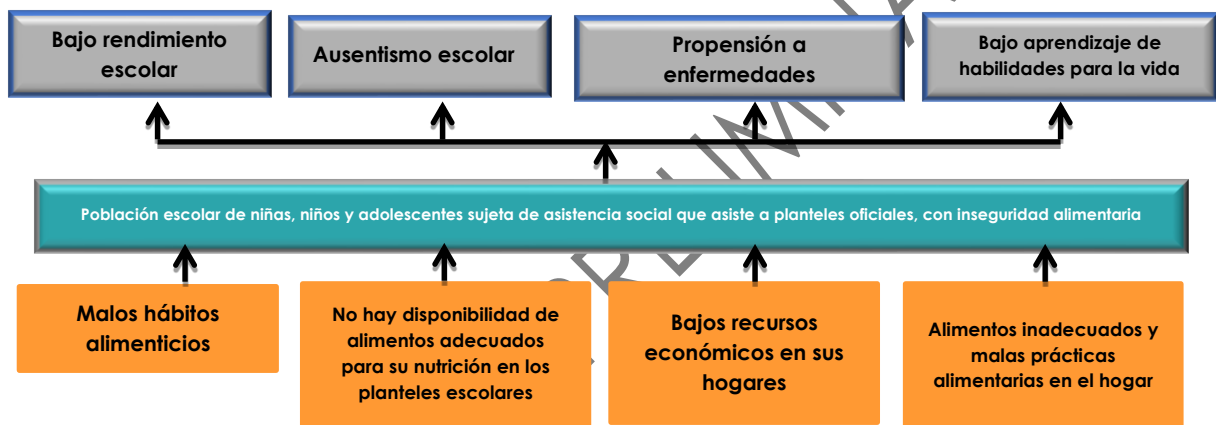 Bajo rendimiento
escolar
Ausentismo escolar
Propensión a
enfermedades
Bajo aprendizaje de
habilidades para la vida
Población escolar de niñas, niños y adolescentes sujeta de asistencia social que asiste a planteles oficiales, con inseguridad alimentaria
Malos hábitos
alimenticios
No hay disponibilidad de
alimentos adecuados
para su nutrición en los
planteles escolares
Bajos recursos
económicos en sus
hogares
Alimentos inadecuados y
malas prácticas
alimentarias en el hogar